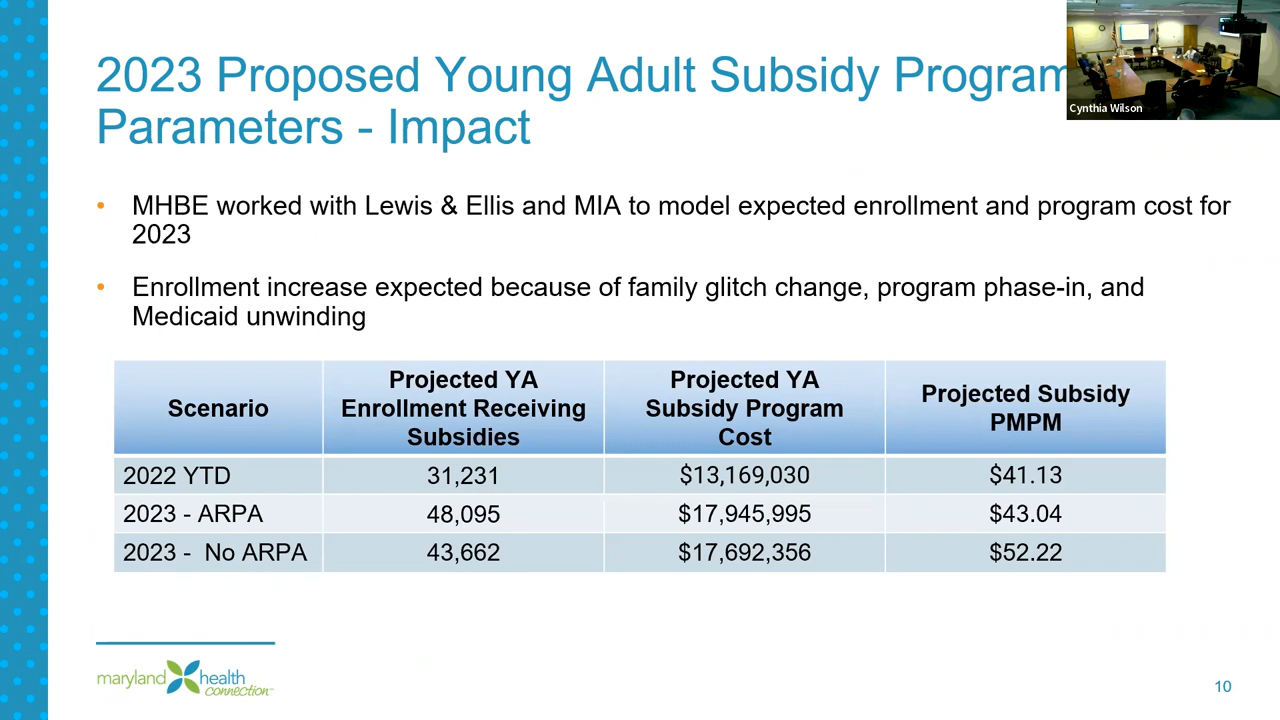 2023 Proposed Young Adult Subsidy Program
Parameters - Impact
Cynthia Wilson
• MHBE worked with Lewis & Ellis and MIA to model expected enrollment and program cost for
2023
• Enrollment increase expected because of family glitch change, program phase-in, and
Medicaid unwinding
Scenario
Projected YA
Enrollment Receiving
Subsidies
Projected YA
Subsidy Program
Cost
Projected Subsidy
PMPM
2022 YTD 31,231 $13,169,030 $41.13
2023 - ARPA 48,095 $17,945,995 $43.04
2023 - No ARPA 43,662 $17,692,356 $52.22
maryland health
connection
10